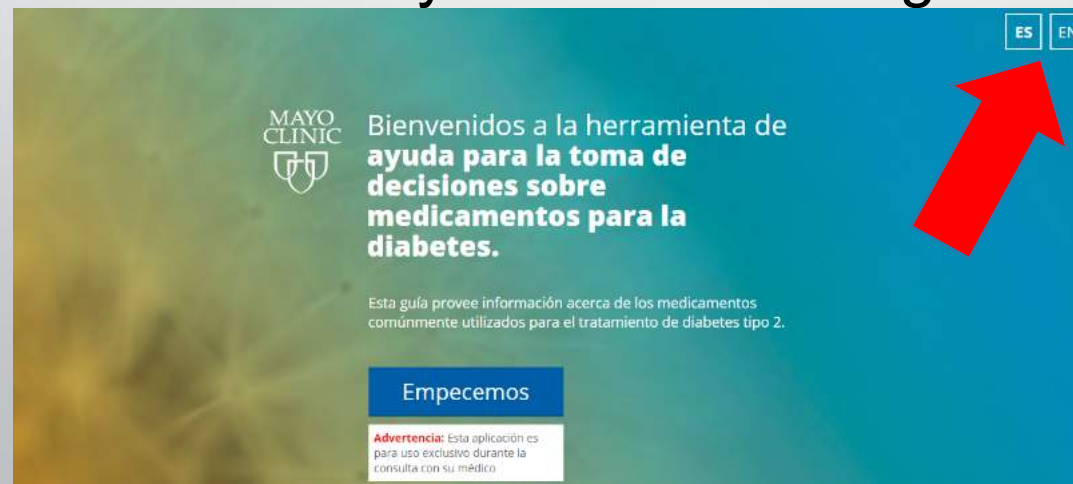 ES EN
MAYO
CLINIC
Bienvenidos a la herramienta de
ayuda para la toma de
decisiones sobre
medicamentos para la
diabetes.
Esta guía provee información acerca de los medicamentos
comúnmente utilizados para el tratamiento de diabetes tipo 2.
Empecemos
Advertencia: Esta aplicación es
para uso exclusivo durante la
consulta con su médico